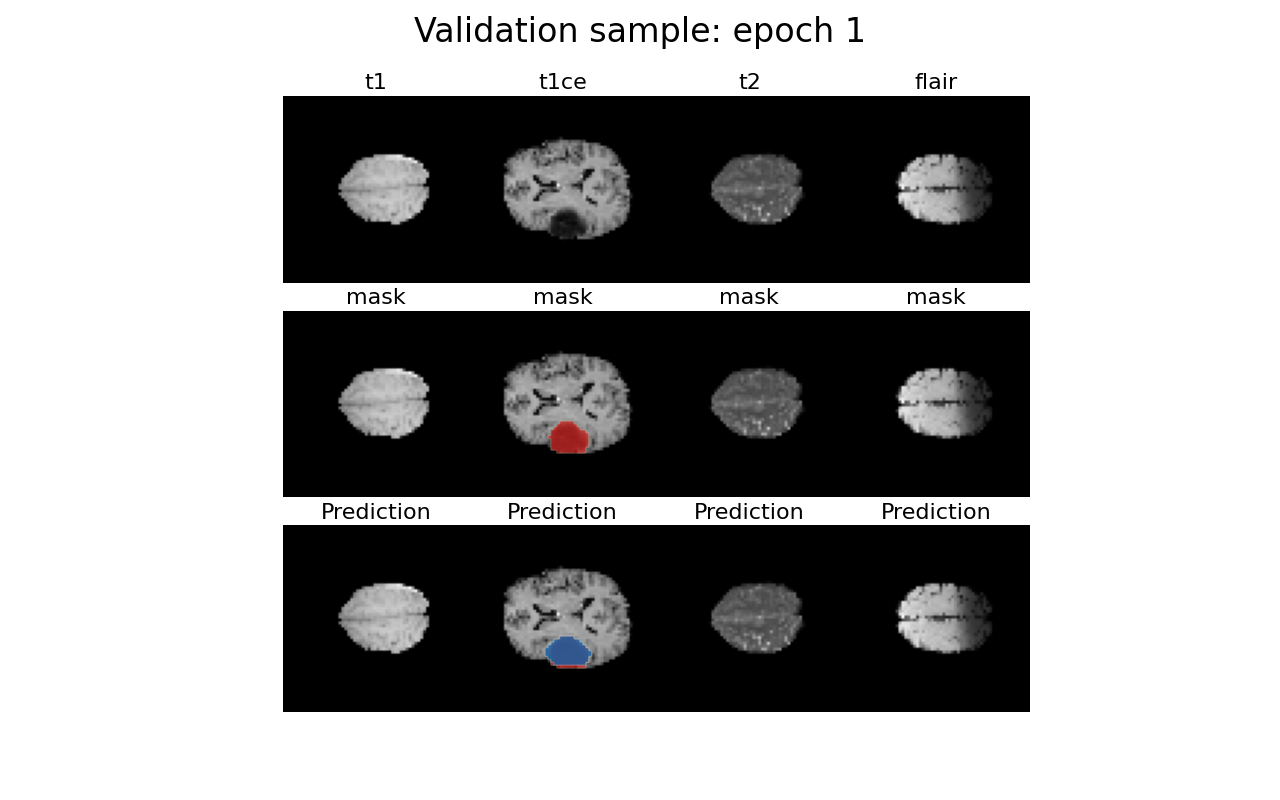 Validation sample: epoch 1
t1 t1ce t2 flair
mask mask mask mask
Prediction Prediction Prediction Prediction